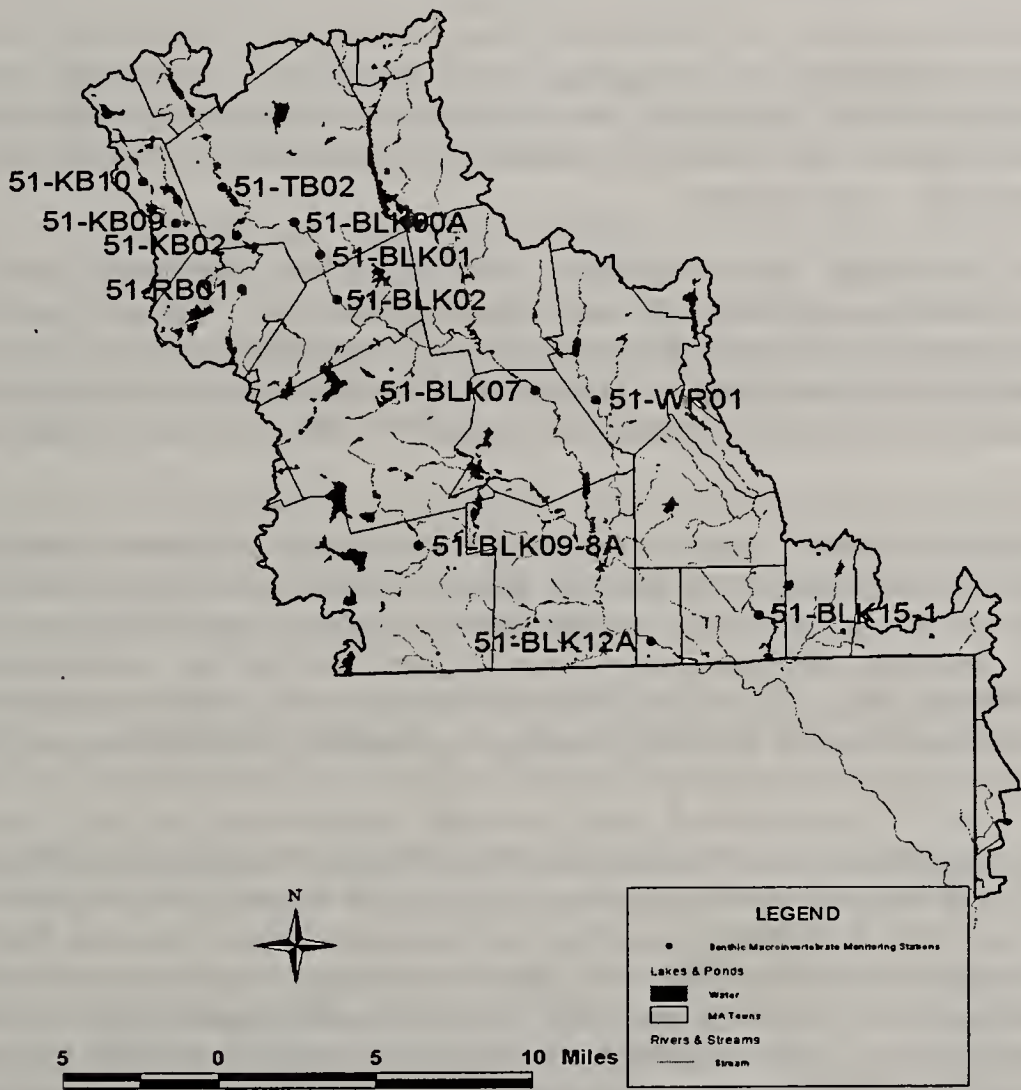 51-KB10
51-TB02
51-KB09
51-BLK00A
51-KB02
51-BLK01
51-RB01
51-BLK02
51-BLK07
51-WR01
51-BLK09-8A
51-BLK15-1
51-BLK12A
N
LEGEND
Benthic Macroinvertebrate Monitoring Stations
Lakes & Ponds
Water
MA Towns
Rivers & Streams
Stream
5 0 5 10 Miles